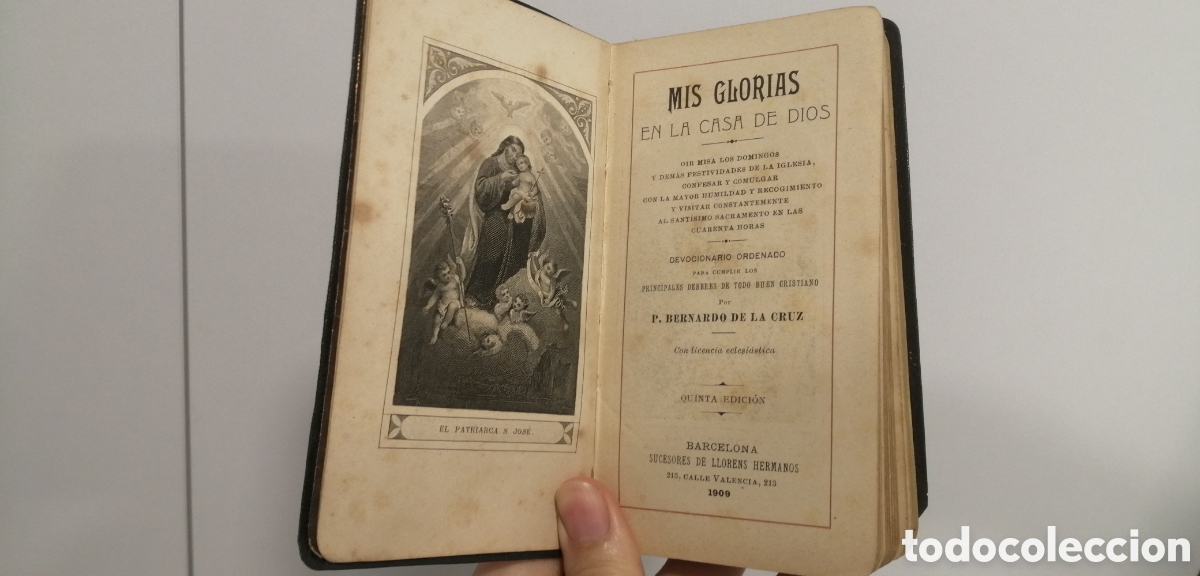 EL PATRIARCA S JOSÉ.
MIS GLORIAS
EN LA CASA DE DIOS
OIR MISA LOS DOMINGOS
Y DEMÁS FESTIVIDADES DE LA IGLESIA,
CONFESAR Y COMULGAR
CON LA MAYOR HUMILDAD Y RECOGIMIENTO
Y VISITAR CONSTANTEMENTE
AL SANTÍSIMO SACRAMENTO EN LAS
CUARENTA HORAS
DEVOCIONARIO ORDENADO
PARA CUMPLIR LOS
PRINCIPALES DEBERES DE TODO BUEN CRISTIANO
Por
P. BERNARDO DE LA CRUZ
Con licencia eclesiástica
QUINTA EDICIÓN
BARCELONA
SUCESORES DE LLORENS HERMANOS
213, CALLE VALENCIA, 213
1909
todocoleccion